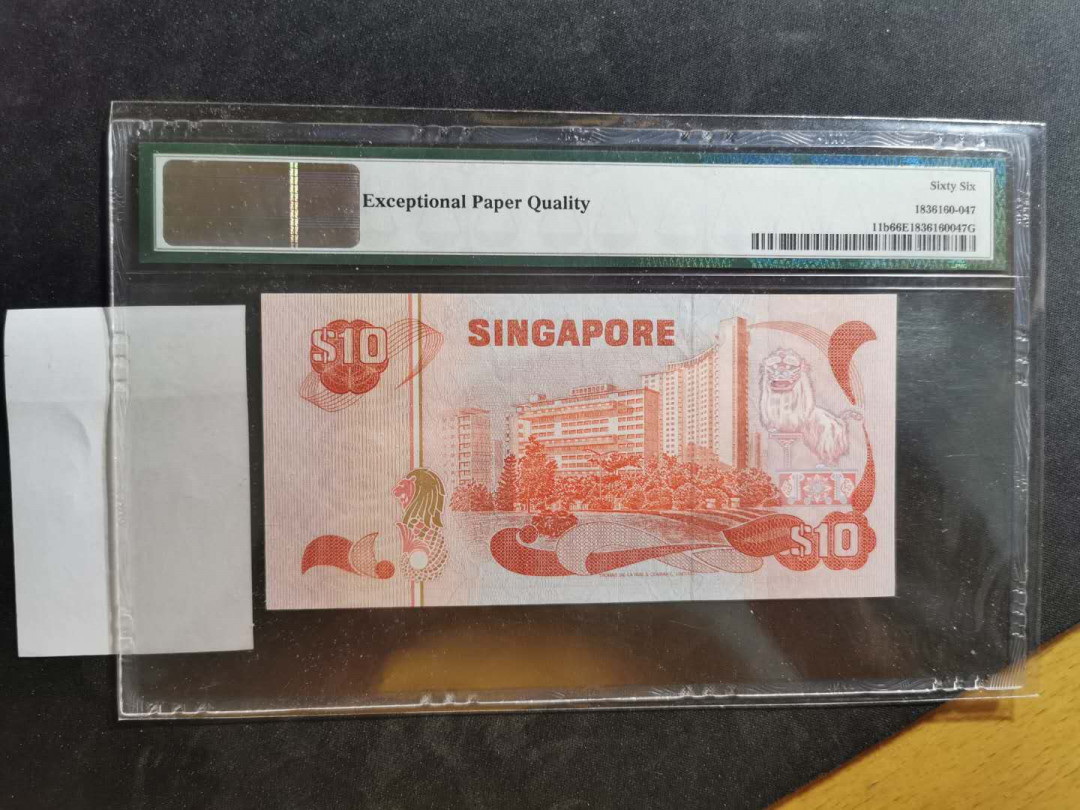 Exceptional Paper Quality
Sixty Six
1836160-047
11b66E1836160047G
$10
SINGAPORE
$10